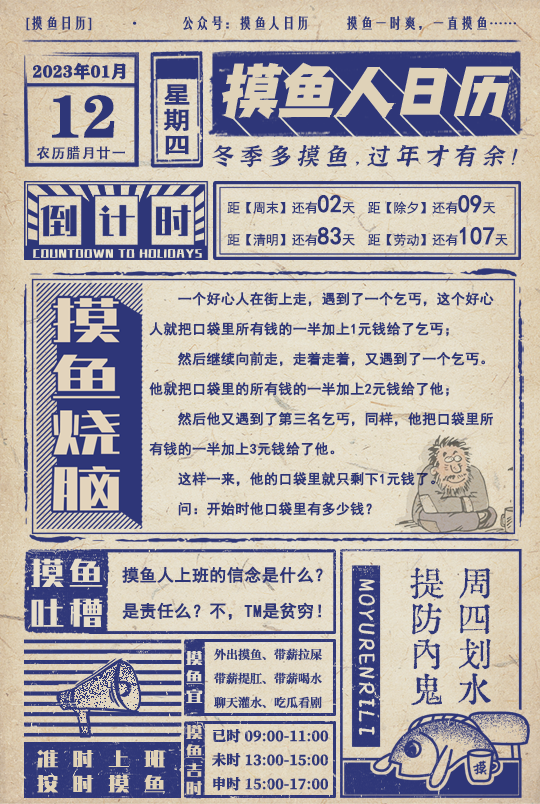 [摸鱼日历] · 公众号：摸鱼人日历 摸鱼一时爽，一直摸鱼……
2023年01月
12
农历腊月廿一
星期四
摸鱼人日历
冬季多摸鱼，过年才有余！
倒计时
COUNTDOWN TO HOLIDAYS
距【周末】还有02天 距【除夕】还有09天
距【清明】还有83天 距【劳动】还有107天
摸鱼烧脑
一个好心人在街上走，遇到了一个乞丐，这个好心
人就把口袋里所有钱的一半加上1元钱给了乞丐；
然后继续向前走，走着走着，又遇到了一个乞丐。
他就把口袋里的所有钱的一半加上2元钱给了他；
然后他又遇到了第三名乞丐，同样，他把口袋里所
有钱的一半加上3元钱给了他。
这样一来，他的口袋里就只剩下1元钱了。
问：开始时他口袋里有多少钱？
摸鱼
吐槽
摸鱼人上班的信念是什么？
是责任么？不，TM是贫穷！
准时上班
按时摸鱼
摸鱼宜
外出摸鱼、带薪拉屎
带薪提肛、带薪喝水
聊天灌水、吃瓜看剧
摸鱼吉时
巳时 09:00-11:00
未时 13:00-15:00
申时 15:00-17:00
MOYURENRILI
周四划水
提防内鬼
摸